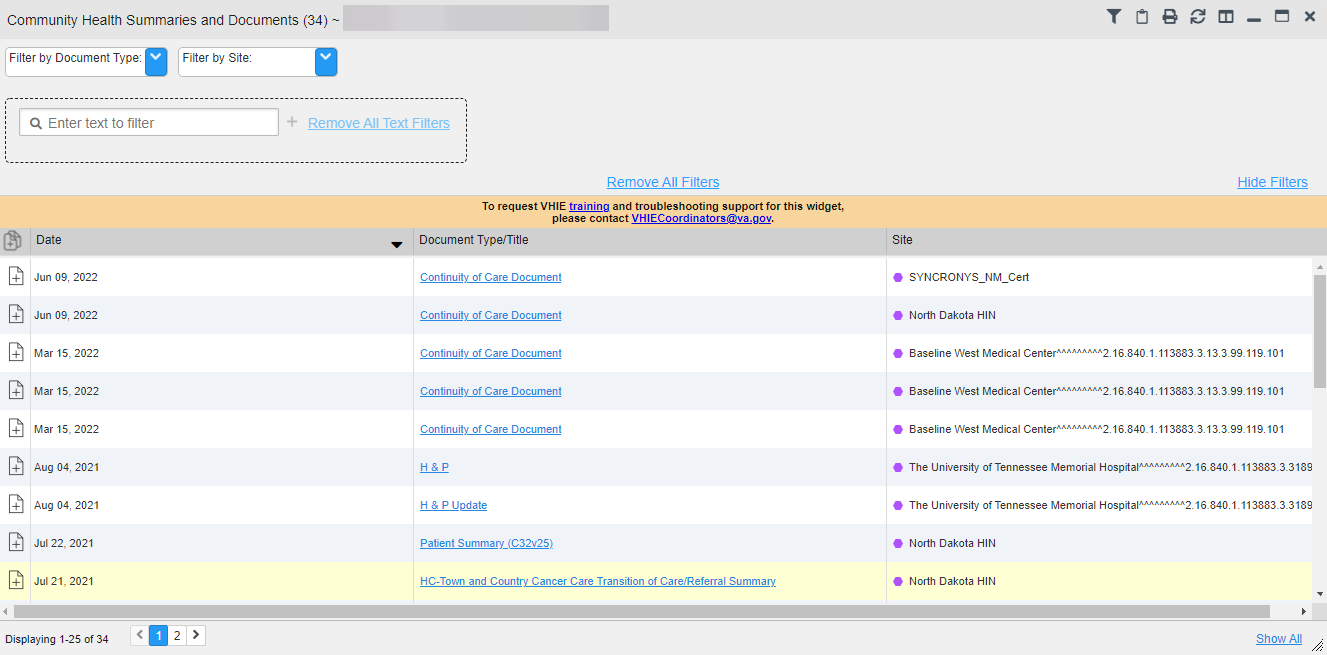 Community Health Summaries and Documents (34) ~
Filter by Document Type:
Filter by Site:
Enter text to filter
+ Remove All Text Filters
Remove All Filters
Hide Filters
To request VHIE training and troubleshooting support for this widget,
please contact VHIECoordinators@va.gov.
Date Document Type/Title Site
Jun 09, 2022 Continuity of Care Document SYNCRONYS_NM_Cert
Jun 09, 2022 Continuity of Care Document North Dakota HIN
Mar 15, 2022 Continuity of Care Document Baseline West Medical Center^^^^^^^^^2.16.840.1.113883.3.13.3.99.119.101
Mar 15, 2022 Continuity of Care Document Baseline West Medical Center^^^^^^^^^2.16.840.1.113883.3.13.3.99.119.101
Mar 15, 2022 Continuity of Care Document Baseline West Medical Center^^^^^^^^^2.16.840.1.113883.3.13.3.99.119.101
Aug 04, 2021 H & P The University of Tennessee Memorial Hospital^^^^^^^^^2.16.840.1.113883.3.3189
Aug 04, 2021 H & P Update The University of Tennessee Memorial Hospital^^^^^^^^^2.16.840.1.113883.3.3189
Jul 22, 2021 Patient Summary (C32v25) North Dakota HIN
Jul 21, 2021 HC-Town and Country Cancer Care Transition of Care/Referral Summary North Dakota HIN
Displaying 1-25 of 34 < 1 2 > Show All